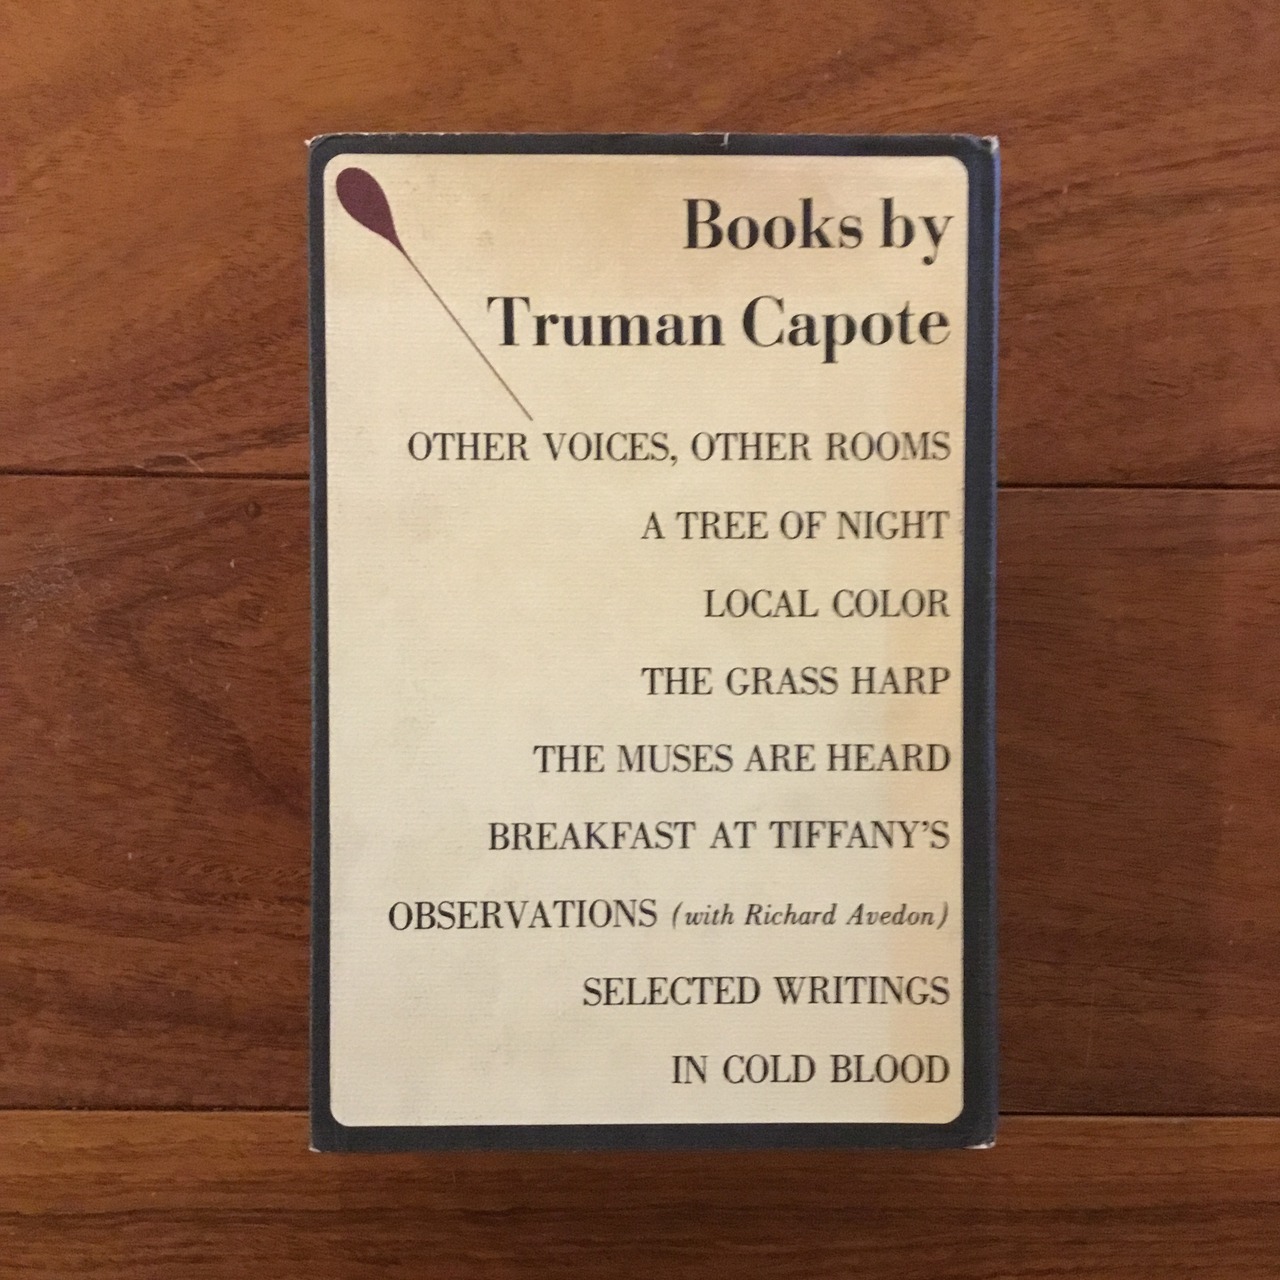 Books by
Truman Capote
OTHER VOICES, OTHER ROOMS
A TREE OF NIGHT
LOCAL COLOR
THE GRASS HARP
THE MUSES ARE HEARD
BREAKFAST AT TIFFANY’S
OBSERVATIONS (with Richard Avedon)
SELECTED WRITINGS
IN COLD BLOOD